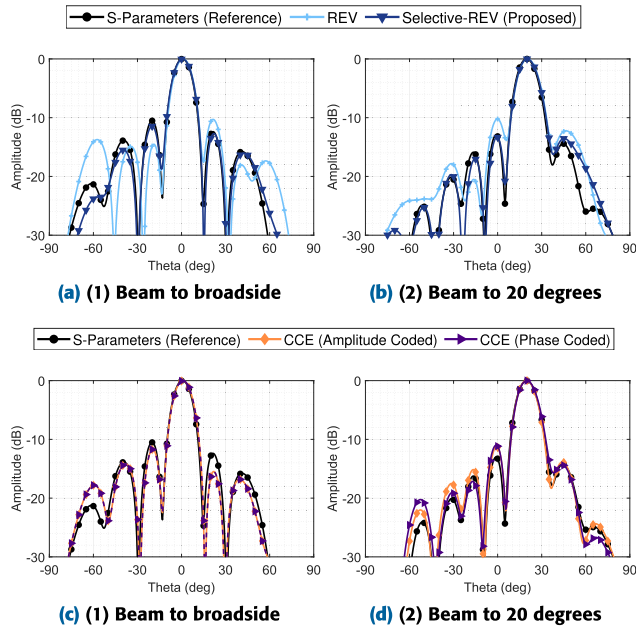 S-Parameters (Reference) REV Selective-REV (Proposed)
0
-10
-20
-30
Amplitude (dB)
-90 -60 -30 0 30 60 90
Theta (deg)
(a) (1) Beam to broadside
0
-10
-20
-30
Amplitude (dB)
-90 -60 -30 0 30 60 90
Theta (deg)
(b) (2) Beam to 20 degrees
S-Parameters (Reference) CCE (Amplitude Coded) CCE (Phase Coded)
0
-10
-20
-30
Amplitude (dB)
-90 -60 -30 0 30 60 90
Theta (deg)
(c) (1) Beam to broadside
0
-10
-20
-30
Amplitude (dB)
-90 -60 -30 0 30 60 90
Theta (deg)
(d) (2) Beam to 20 degrees